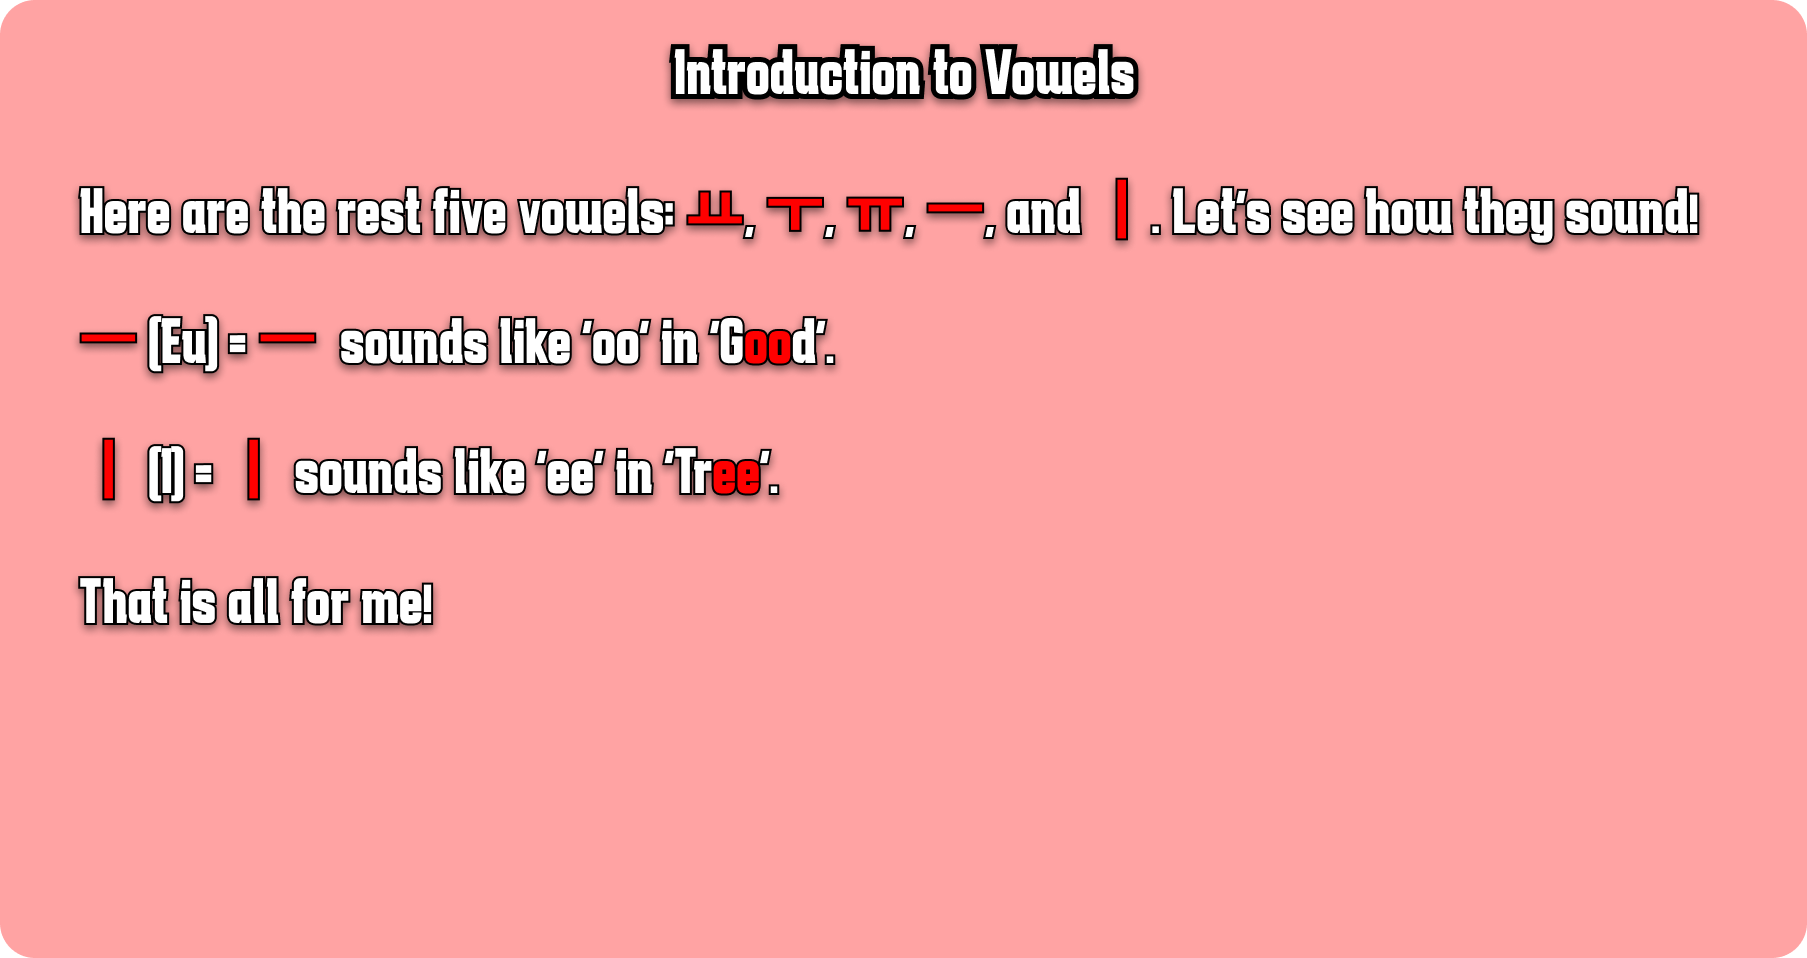 Introduction to Vowels
Here are the rest five vowels: ㅛ, ㅜ, ㅠ, ㅡ, and ㅣ. Let's see how they sound!
ㅡ (Eu) = ㅡ sounds like 'oo' in 'Good'.
ㅣ (I) = ㅣ sounds like 'ee' in 'Tree'.
That is all for me!